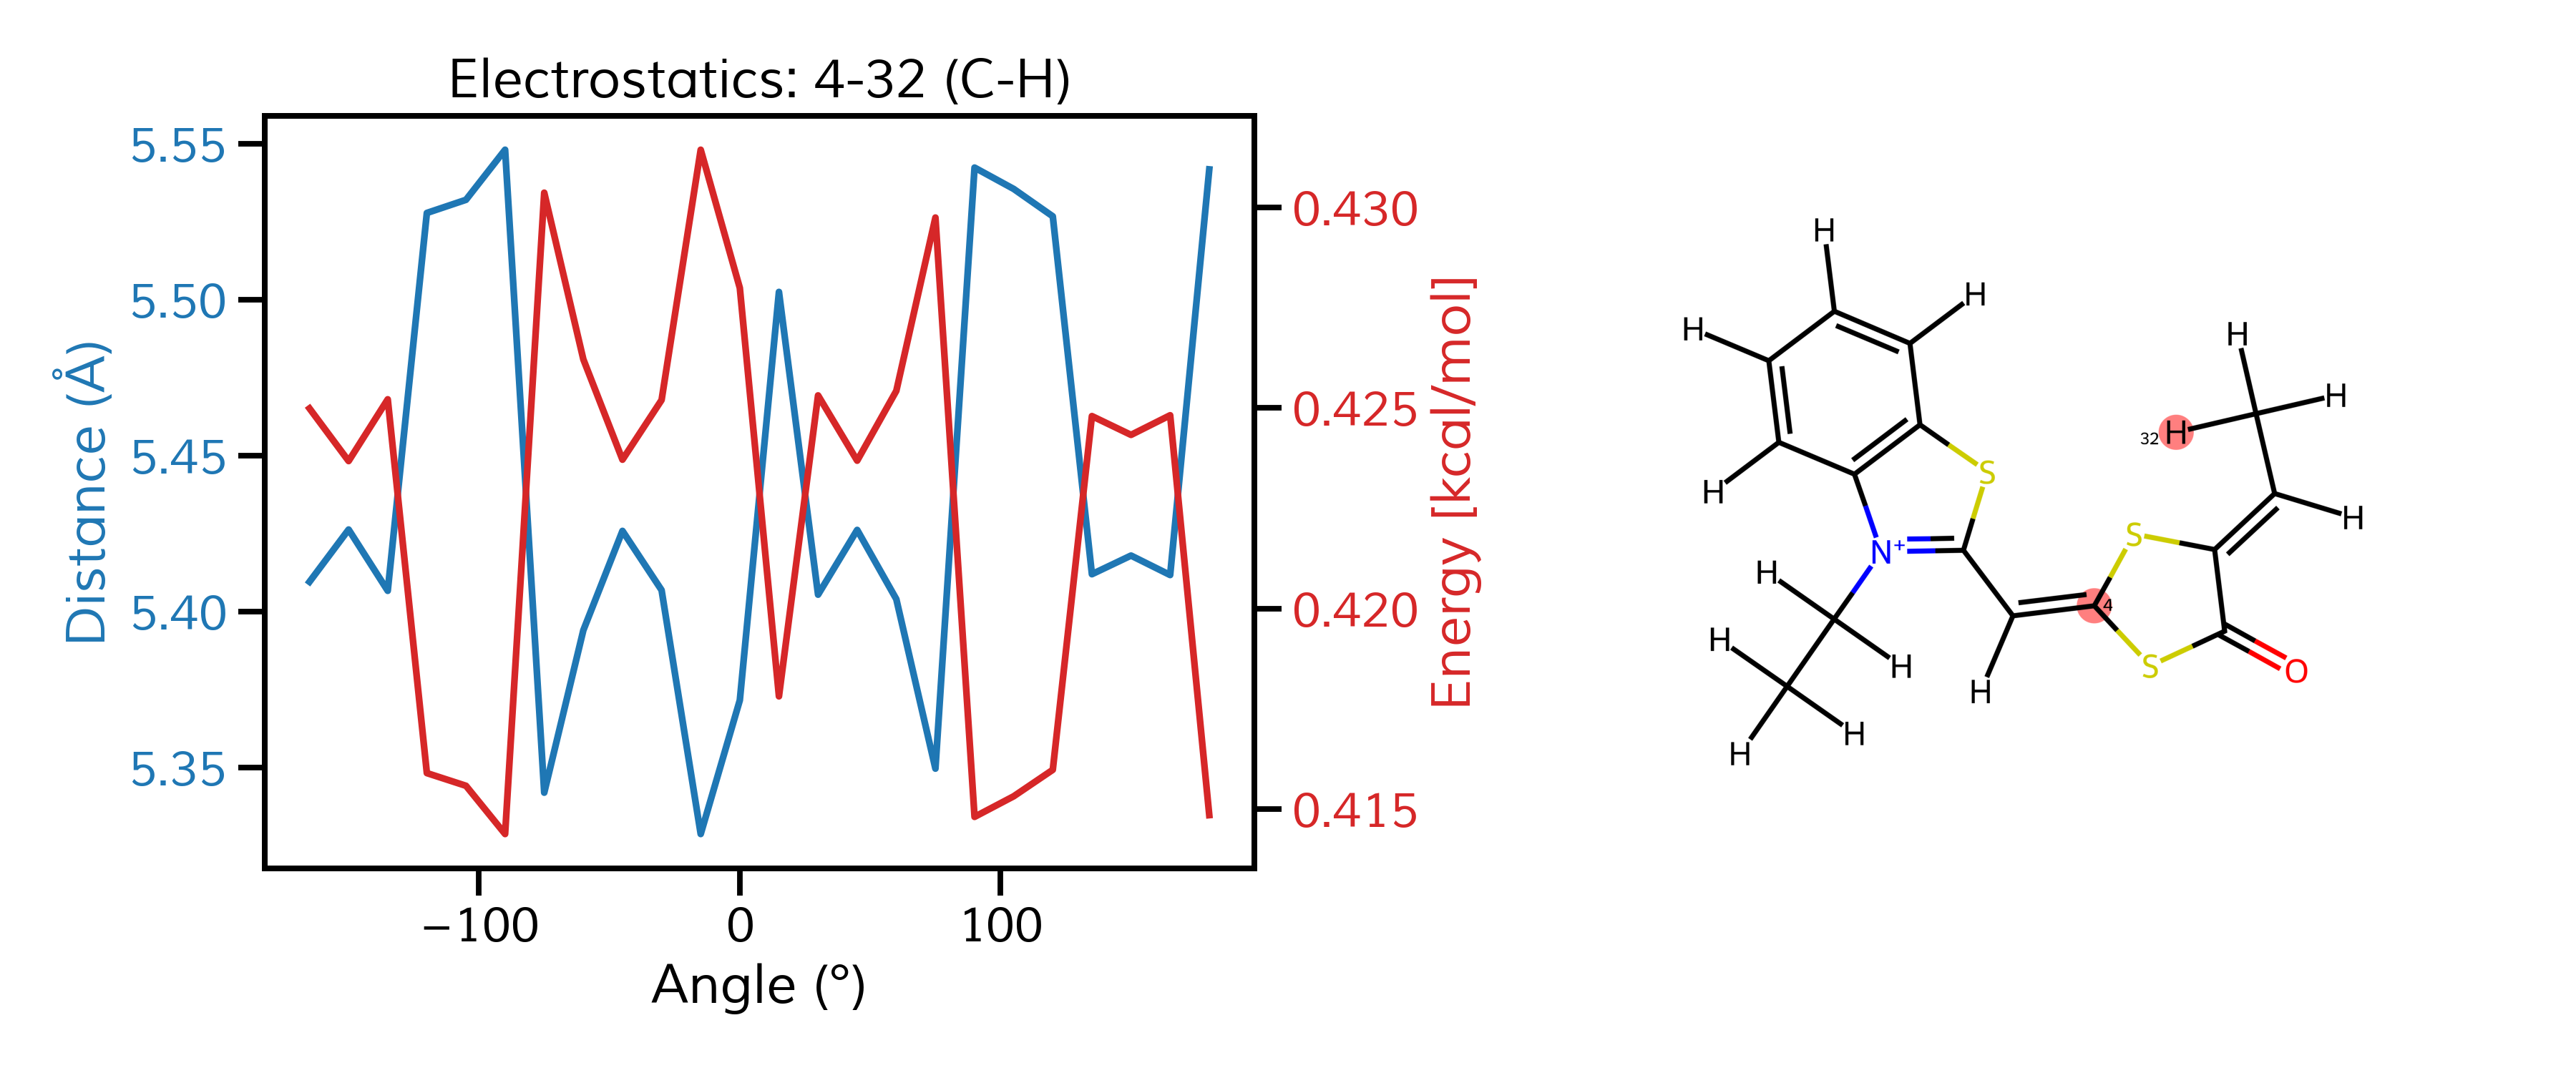 Electrostatics: 4-32 (C-H)
Distance (Å)
5.55
5.50
5.45
5.40
5.35
0.430
0.425
0.420
0.415
Energy [kcal/mol]
−100
0
100
Angle (°)
H
H
H
H
H
H
32 H
S
H
H
N+
S
H
4
H
H
S
O
H
H
H